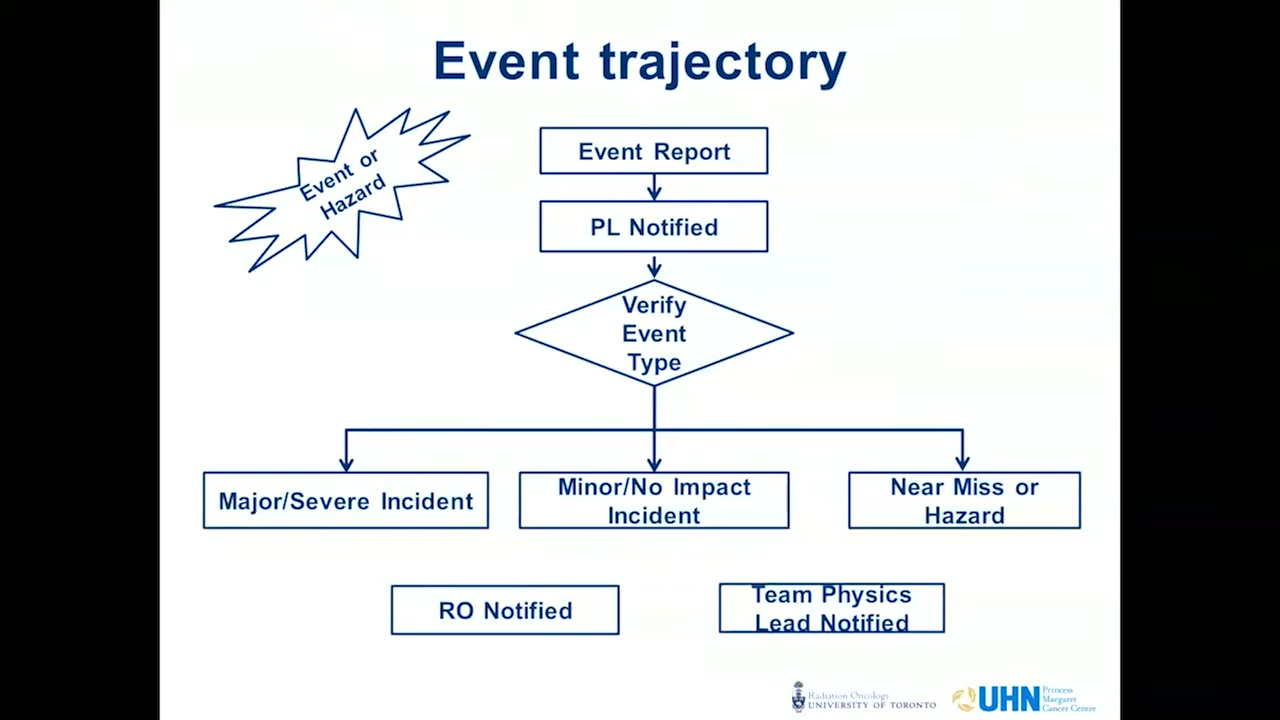 Event trajectory
Event or
Hazard
Event Report
PL Notified
Verify
Event
Type
Major/Severe Incident
Minor/No Impact
Incident
Near Miss or
Hazard
RO Notified
Team Physics
Lead Notified
Radiation Oncology
UNIVERSITY OF TORONTO
UHN
Princess
Margaret
Cancer Centre